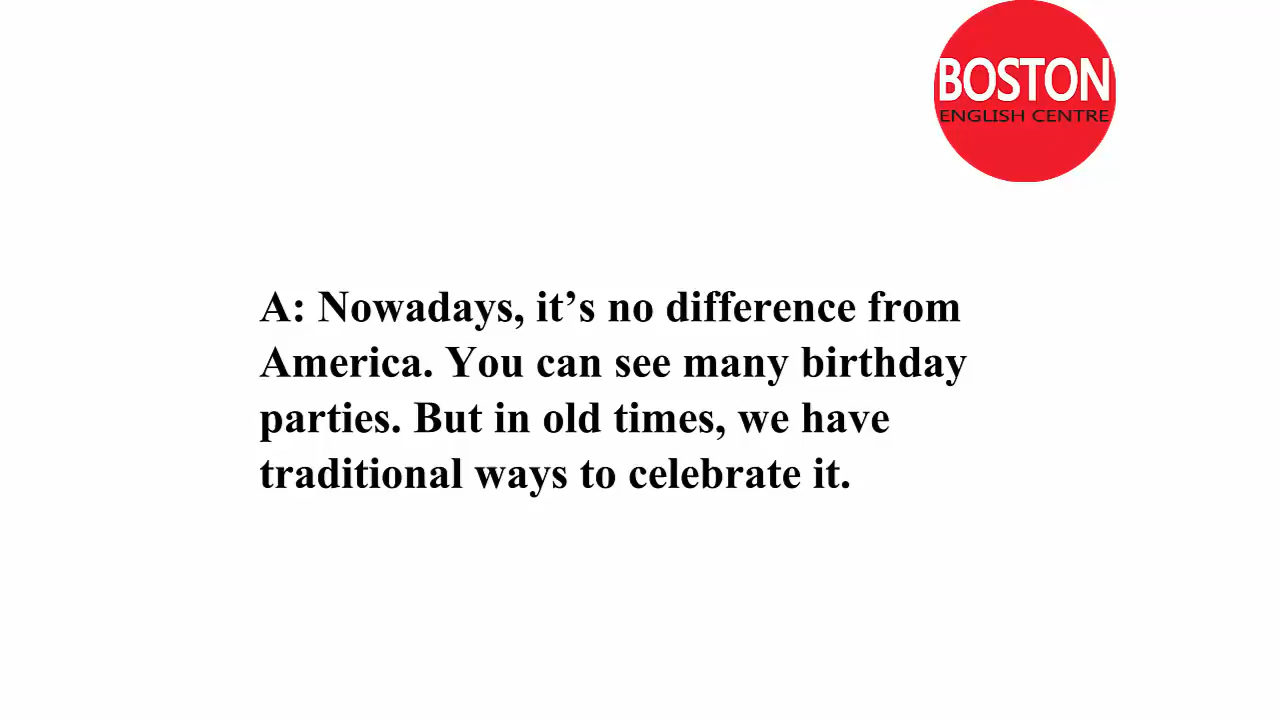 BOSTON
ENGLISH CENTRE
A: Nowadays, it’s no difference from
America. You can see many birthday
parties. But in old times, we have
traditional ways to celebrate it.